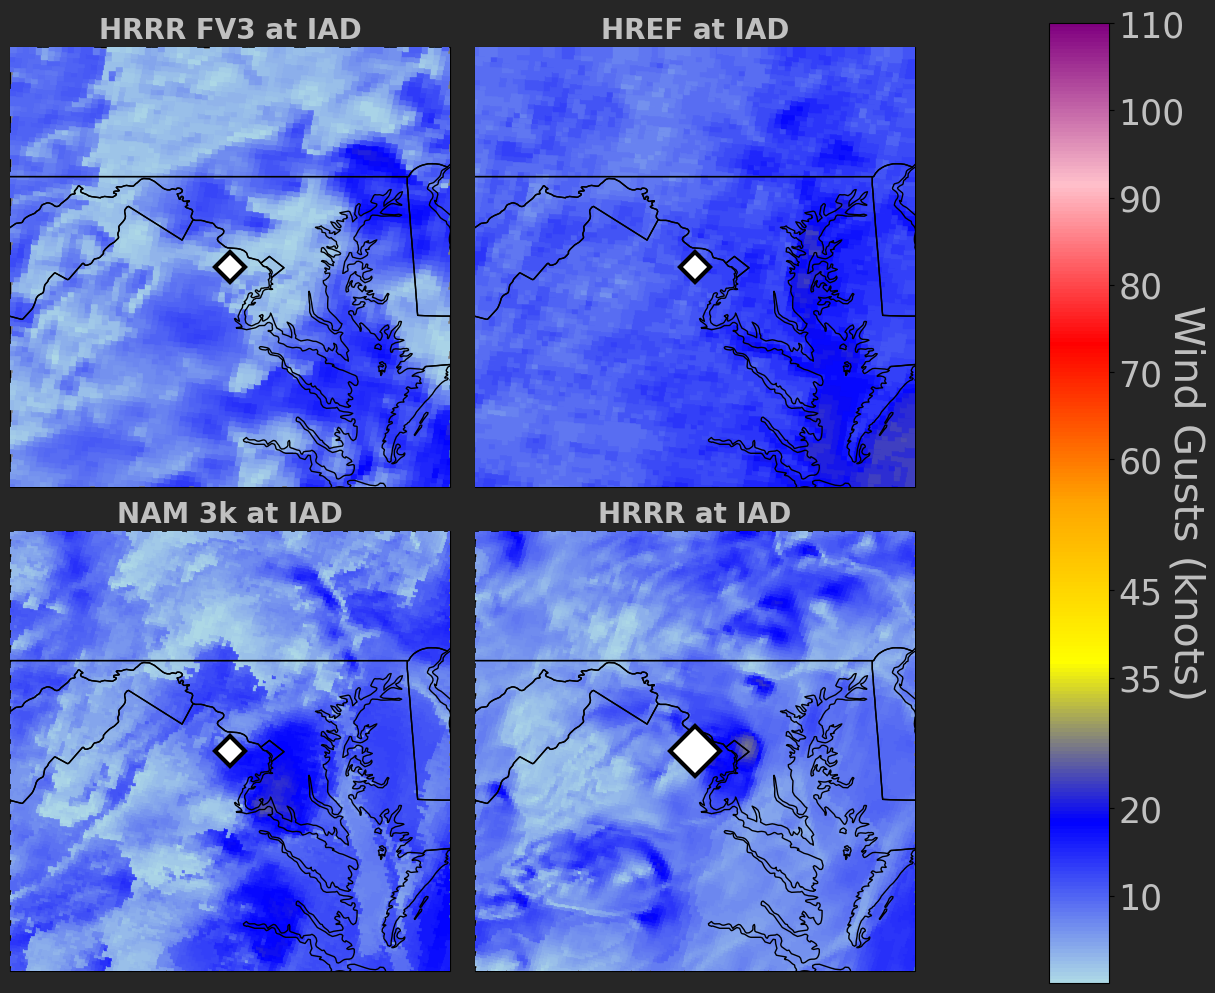 HRRR FV3 at IAD
HREF at IAD
NAM 3k at IAD
HRRR at IAD
110
100
90
80
70
60
45
35
20
10
Wind Gusts (knots)